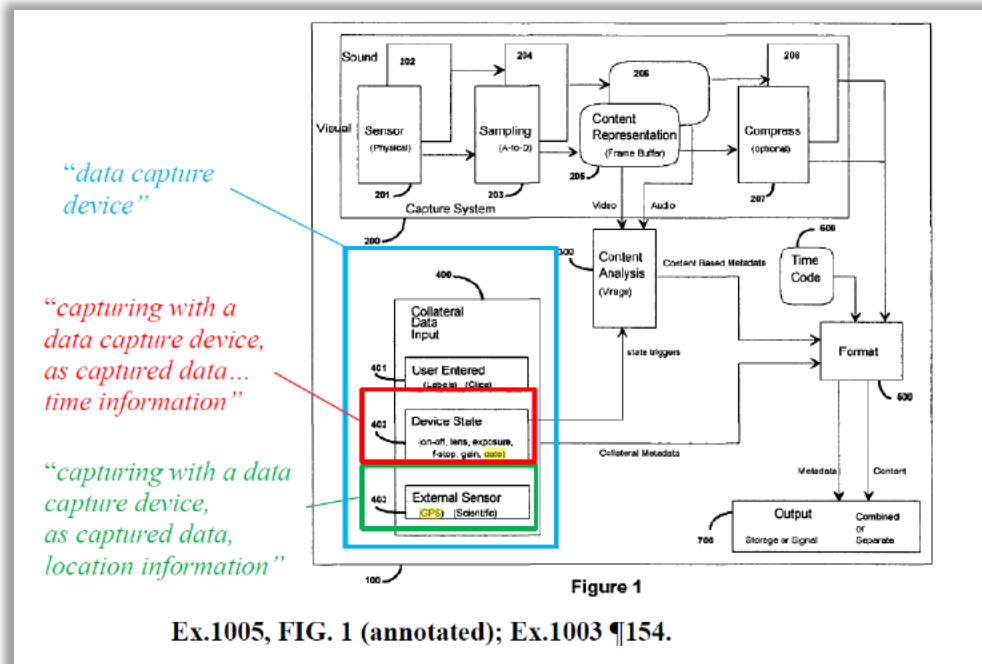 Sound
202
204
206
208
Visual
Sensor
(Physical)
Sampling
(A-to-D)
Content
Representation
(Frame Buffer)
Compress
(optional)
201
203
205
207
Capture System
Video
Audio
200
“data capture
device”
300
Content
Analysis
(Virage)
Content Based Metadata
600
Time
Code
400
Collateral
Data
Input
state triggers
Format
500
“capturing with a
data capture device,
as captured data…
time information”
401
User Entered
(Labels) (Clips)
402
Device State
(on-off, lens, exposure,
f-stop, gain, date)
Collateral Metadata
“capturing with a data
capture device,
as captured data,
location information”
403
External Sensor
(GPS) (Scientific)
Metadata
Content
700
Output
Storage or Signal
Combined
or
Separate
100
Figure 1
Ex.1005, FIG. 1 (annotated); Ex.1003 ¶154.